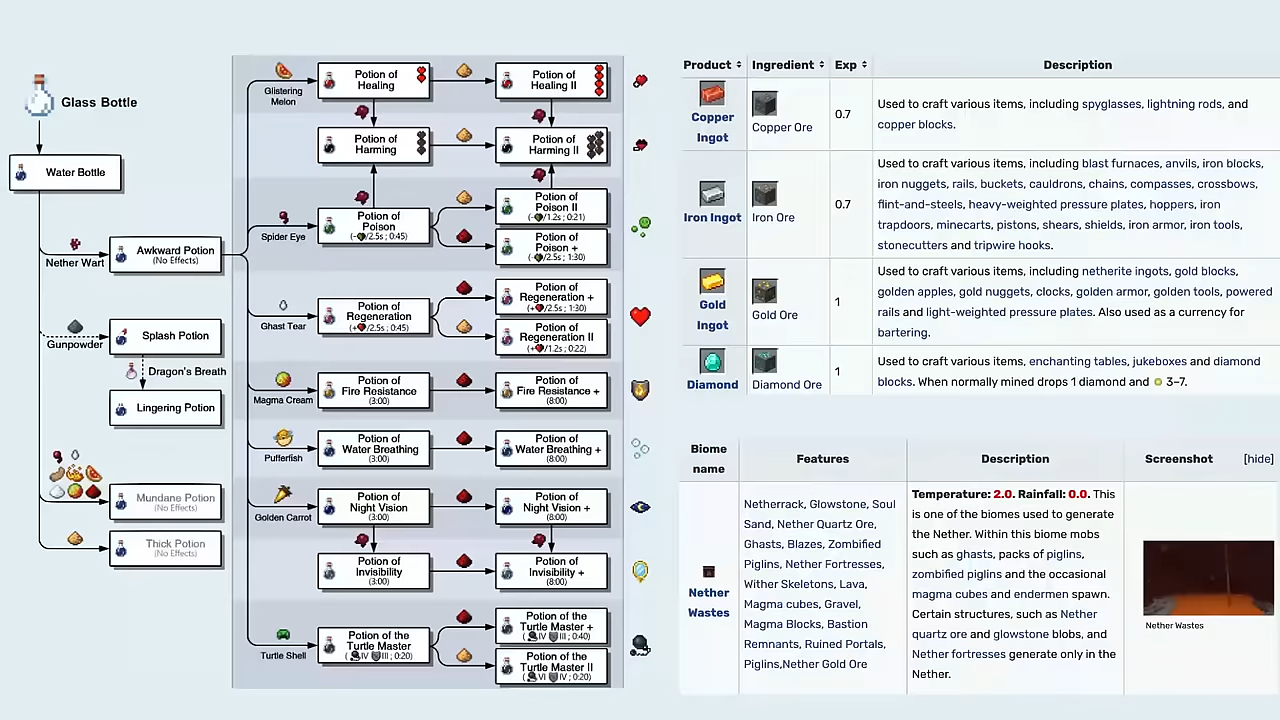 Glass Bottle
Water Bottle
Nether Wart
Awkward Potion
(No Effects)
Gunpowder
Splash Potion
Dragon's Breath
Lingering Potion
Mundane Potion
(No Effects)
Thick Potion
(No Effects)
Glistering
Melon
Potion of
Healing
Potion of
Healing II
Potion of
Harming
Potion of
Harming II
Spider Eye
Potion of
Poison
(-/2.5s ; 0:45)
Potion of
Poison II
(-/1.2s ; 0:21)
Potion of
Poison +
(-/2.5s ; 1:30)
Ghast Tear
Potion of
Regeneration
(+/2.5s ; 0:45)
Potion of
Regeneration +
(+/2.5s ; 1:30)
Potion of
Regeneration II
(+/1.2s ; 0:22)
Magma Cream
Potion of
Fire Resistance
(3:00)
Potion of
Fire Resistance +
(8:00)
Pufferfish
Potion of
Water Breathing
(3:00)
Potion of
Water Breathing +
(8:00)
Golden Carrot
Potion of
Night Vision
(3:00)
Potion of
Night Vision +
(8:00)
Potion of
Invisibility
(3:00)
Potion of
Invisibility +
(8:00)
Turtle Shell
Potion of the
Turtle Master
( IV III ; 0:20)
Potion of the
Turtle Master +
( IV III ; 0:40)
Potion of the
Turtle Master II
( VI IV ; 0:20)
Product Ingredient Exp Description
Copper
Ingot
Copper Ore
0.7
Used to craft various items, including spyglasses, lightning rods, and
copper blocks.
Iron Ingot
Iron Ore
0.7
Used to craft various items, including blast furnaces, anvils, iron blocks,
iron nuggets, rails, buckets, cauldrons, chains, compasses, crossbows,
flint-and-steels, heavy-weighted pressure plates, hoppers, iron
trapdoors, minecarts, pistons, shears, shields, iron armor, iron tools,
stonecutters and tripwire hooks.
Gold
Ingot
Gold Ore
1
Used to craft various items, including netherite ingots, gold blocks,
golden apples, gold nuggets, clocks, golden armor, golden tools, powered
rails and light-weighted pressure plates. Also used as a currency for
bartering.
Diamond
Diamond Ore
1
Used to craft various items, enchanting tables, jukeboxes and diamond
blocks. When normally mined drops 1 diamond and 3–7.
Biome
name
Features
Description
Screenshot
[hide]
Nether
Wastes
Netherrack, Glowstone, Soul
Sand, Nether Quartz Ore,
Ghasts, Blazes, Zombified
Piglins, Nether Fortresses,
Wither Skeletons, Lava,
Magma cubes, Gravel,
Magma Blocks, Bastion
Remnants, Ruined Portals,
Piglins,Nether Gold Ore
Temperature: 2.0. Rainfall: 0.0. This
is one of the biomes used to generate
the Nether. Within this biome mobs
such as ghasts, packs of piglins,
zombified piglins and the occasional
magma cubes and endermen spawn.
Certain structures, such as Nether
quartz ore and glowstone blobs, and
Nether fortresses generate only in the
Nether.
Nether Wastes